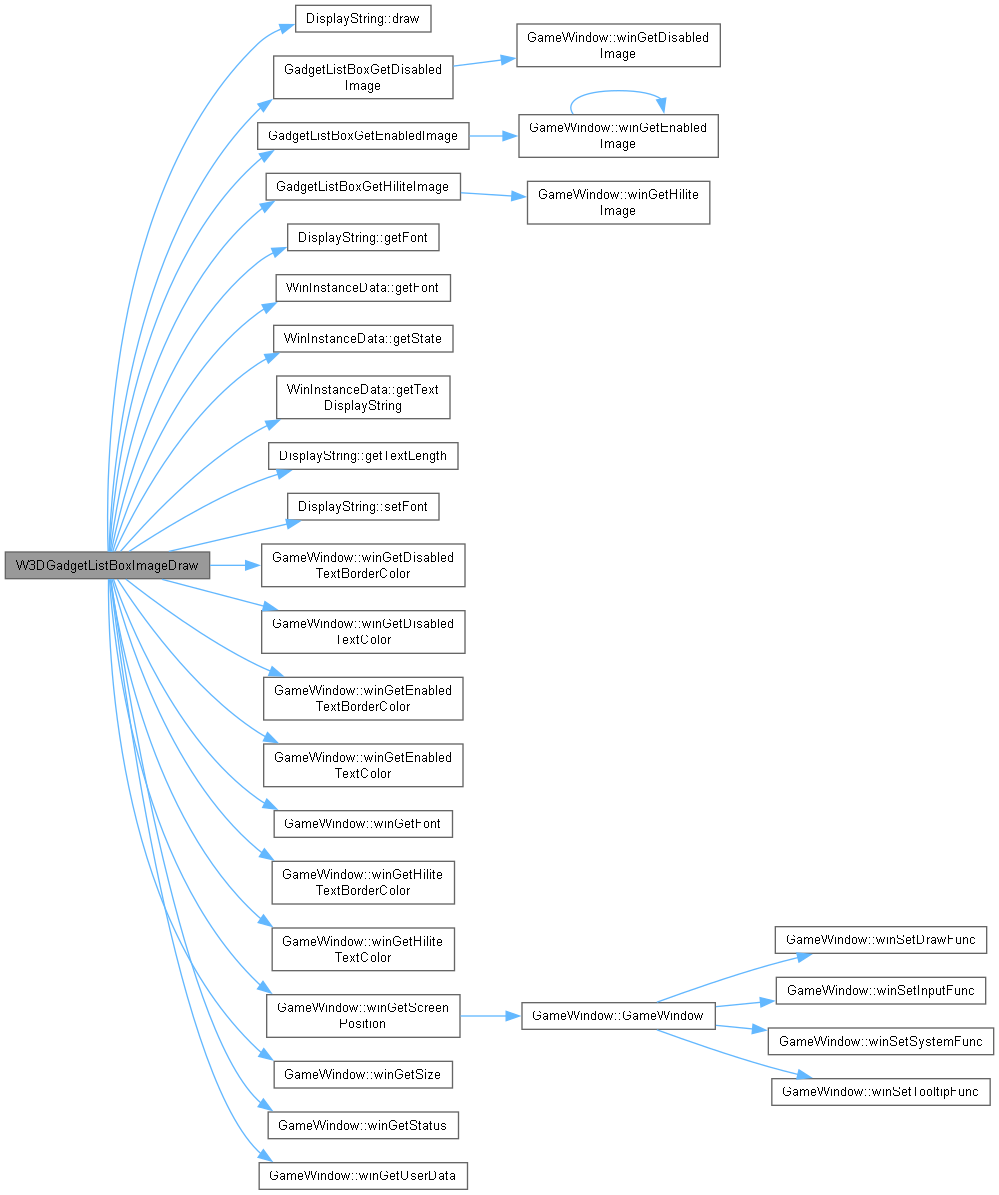 DisplayString::draw
GadgetListBoxGetDisabled
Image
GameWindow::winGetDisabled
Image
GadgetListBoxGetEnabledImage
GameWindow::winGetEnabled
Image
GadgetListBoxGetHiliteImage
GameWindow::winGetHilite
Image
DisplayString::getFont
WinInstanceData::getFont
WinInstanceData::getState
WinInstanceData::getText
DisplayString
DisplayString::getTextLength
DisplayString::setFont
W3DGadgetListBoxImageDraw
GameWindow::winGetDisabled
TextBorderColor
GameWindow::winGetDisabled
TextColor
GameWindow::winGetEnabled
TextBorderColor
GameWindow::winGetEnabled
TextColor
GameWindow::winGetFont
GameWindow::winGetHilite
TextBorderColor
GameWindow::winGetHilite
TextColor
GameWindow::winGetScreen
Position
GameWindow::GameWindow
GameWindow::winSetDrawFunc
GameWindow::winSetInputFunc
GameWindow::winSetSystemFunc
GameWindow::winSetTooltipFunc
GameWindow::winGetSize
GameWindow::winGetStatus
GameWindow::winGetUserData